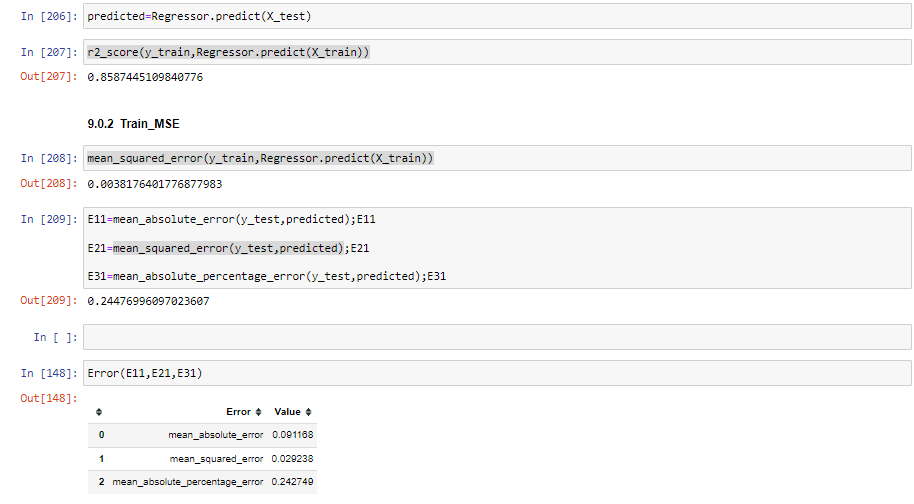 In [206]: predicted=Regressor.predict(X_test)
In [207]: r2_score(y_train,Regressor.predict(X_train))
Out[207]: 0.8587445109840776
9.0.2 Train_MSE
In [208]: mean_squared_error(y_train,Regressor.predict(X_train))
Out[208]: 0.0038176401776877983
In [209]: E11=mean_absolute_error(y_test,predicted);E11
E21=mean_squared_error(y_test,predicted);E21
E31=mean_absolute_percentage_error(y_test,predicted);E31
Out[209]: 0.24476996097023607
In [ ]:
In [148]: Error(E11,E21,E31)
Out[148]:
Error Value
0 mean_absolute_error 0.091168
1 mean_squared_error 0.029238
2 mean_absolute_percentage_error 0.242749